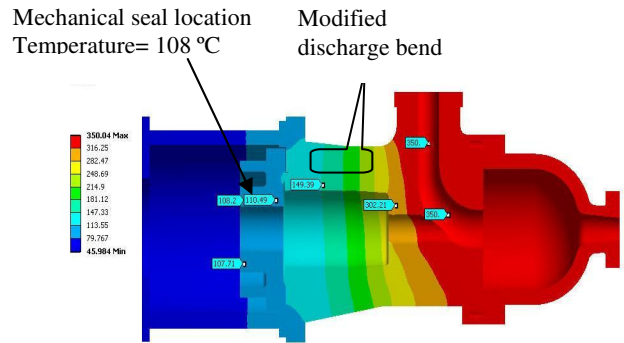 Mechanical seal location
Temperature= 108 ºC
Modified
discharge bend
350.04 Max
316.25
282.47
248.69
214.9
181.12
147.33
113.55
79.767
45.984 Min
350.
149.39
108.2
110.49
302.21
350.
107.71